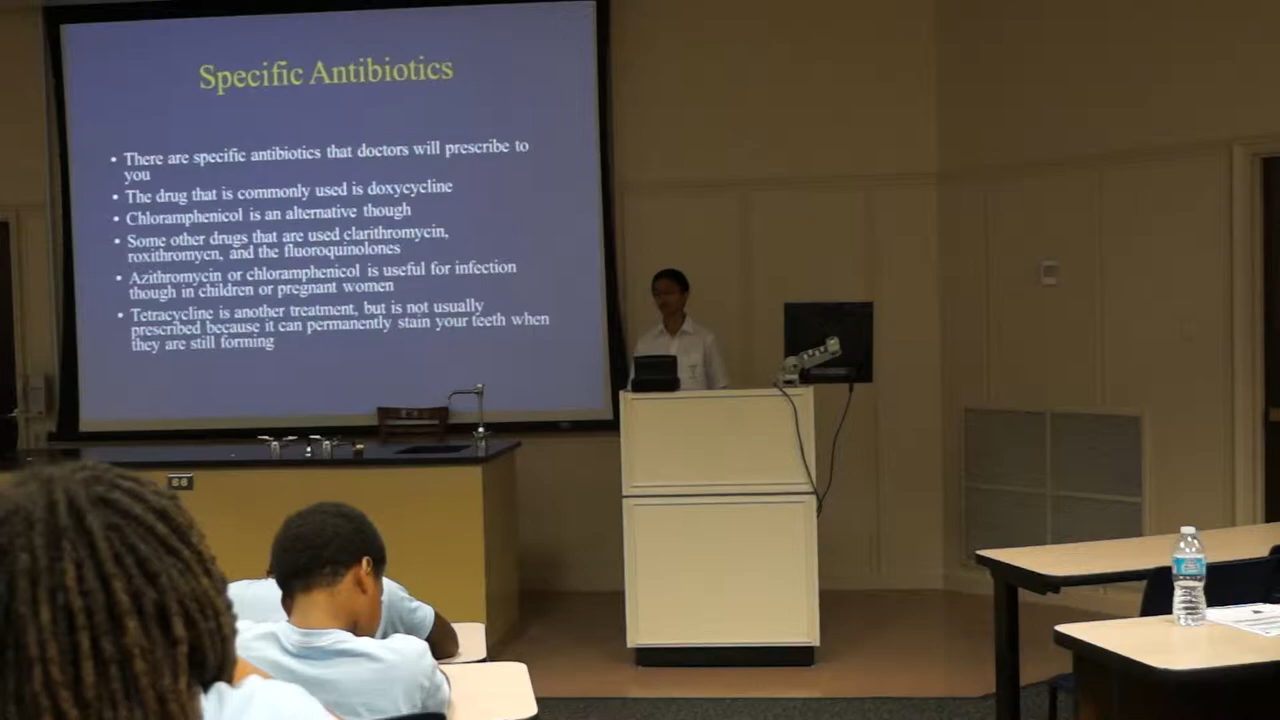 Specific Antibiotics
• There are specific antibiotics that doctors will prescribe to
you
• The drug that is commonly used is doxycycline
• Chloramphenicol is an alternative though
• Some other drugs that are used clarithromycin,
roxithromycn, and the fluoroquinolones
• Azithromycin or chloramphenicol is useful for infection
though in children or pregnant women
• Tetracycline is another treatment, but is not usually
prescribed because it can permanently stain your teeth when
they are still forming